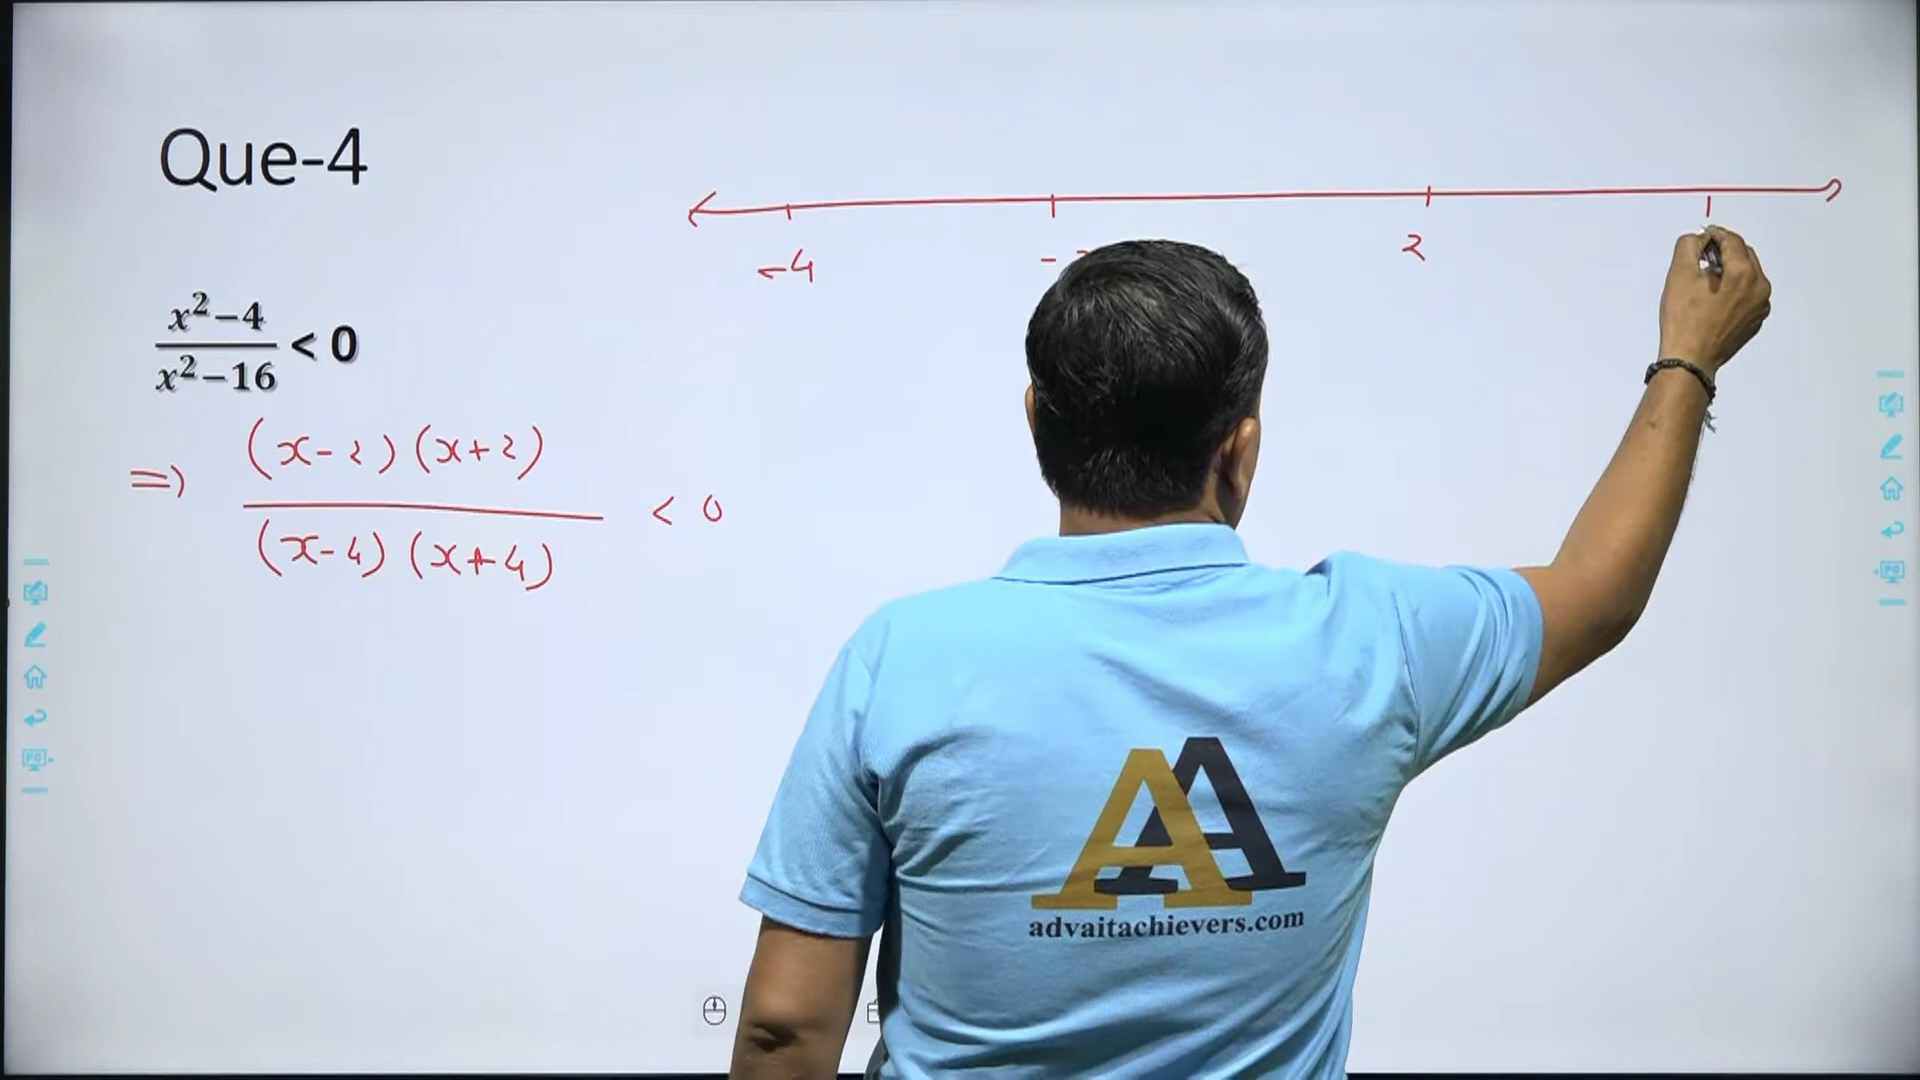 Que-4
-4
-
2
x²-4
x²-16
< 0
=> (x-2)(x+2)
(x-4)(x+4)
< 0
advaitachievers.com